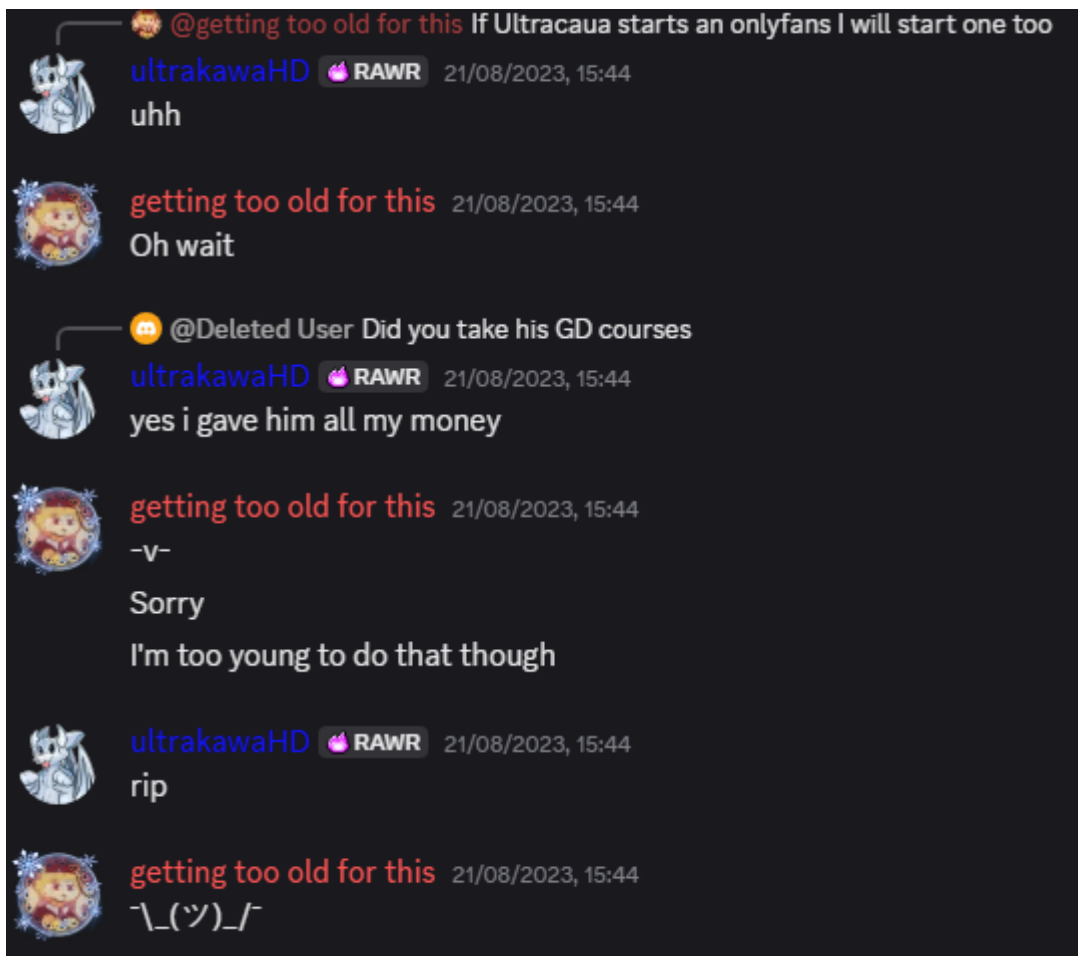 @getting too old for this If Ultracaua starts an onlyfans I will start one too
ultrakawaHD RAWR 21/08/2023, 15:44
uhh
getting too old for this 21/08/2023, 15:44
Oh wait
@Deleted User Did you take his GD courses
ultrakawaHD RAWR 21/08/2023, 15:44
yes i gave him all my money
getting too old for this 21/08/2023, 15:44
-v-
Sorry
I'm too young to do that though
ultrakawaHD RAWR 21/08/2023, 15:44
rip
getting too old for this 21/08/2023, 15:44
¯\_(ツ)_/¯